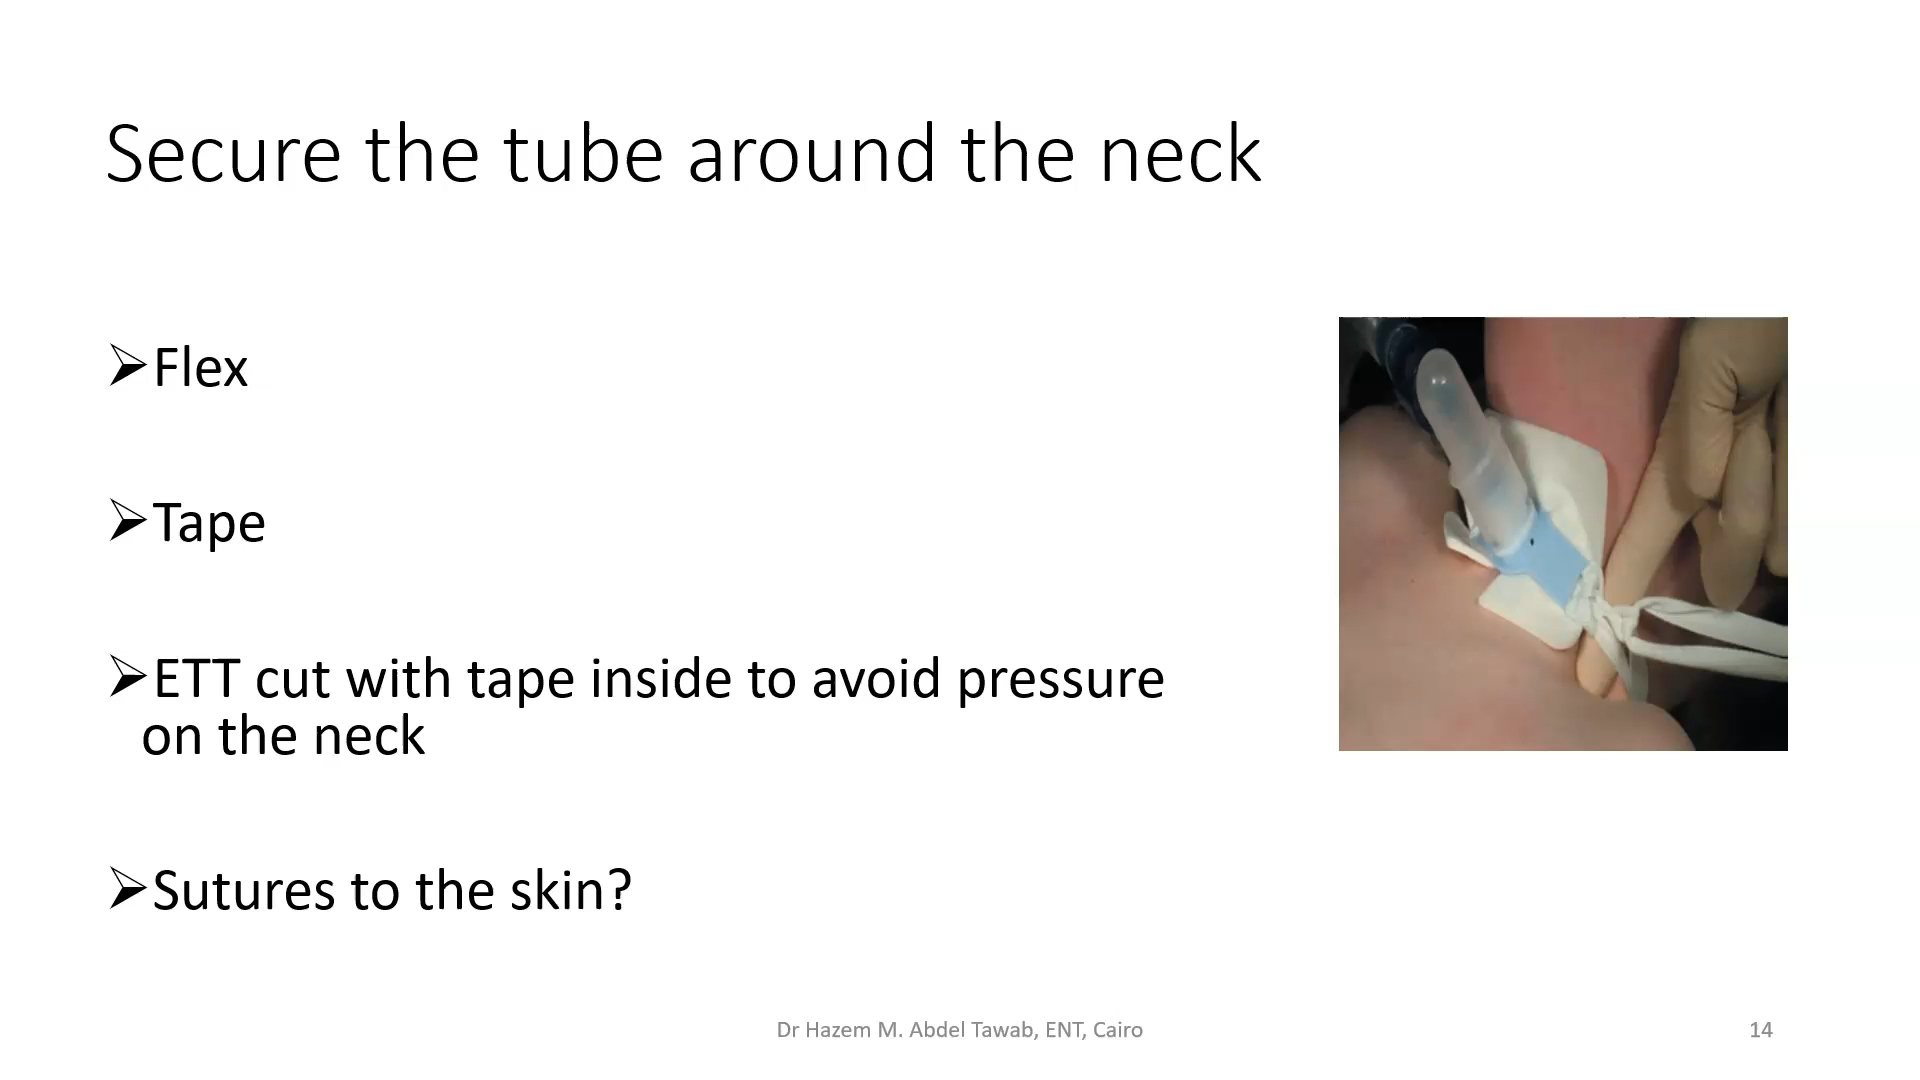 Secure the tube around the neck
➢Flex
➢Tape
➢ETT cut with tape inside to avoid pressure
on the neck
➢Sutures to the skin?
Dr Hazem M. Abdel Tawab, ENT, Cairo
14